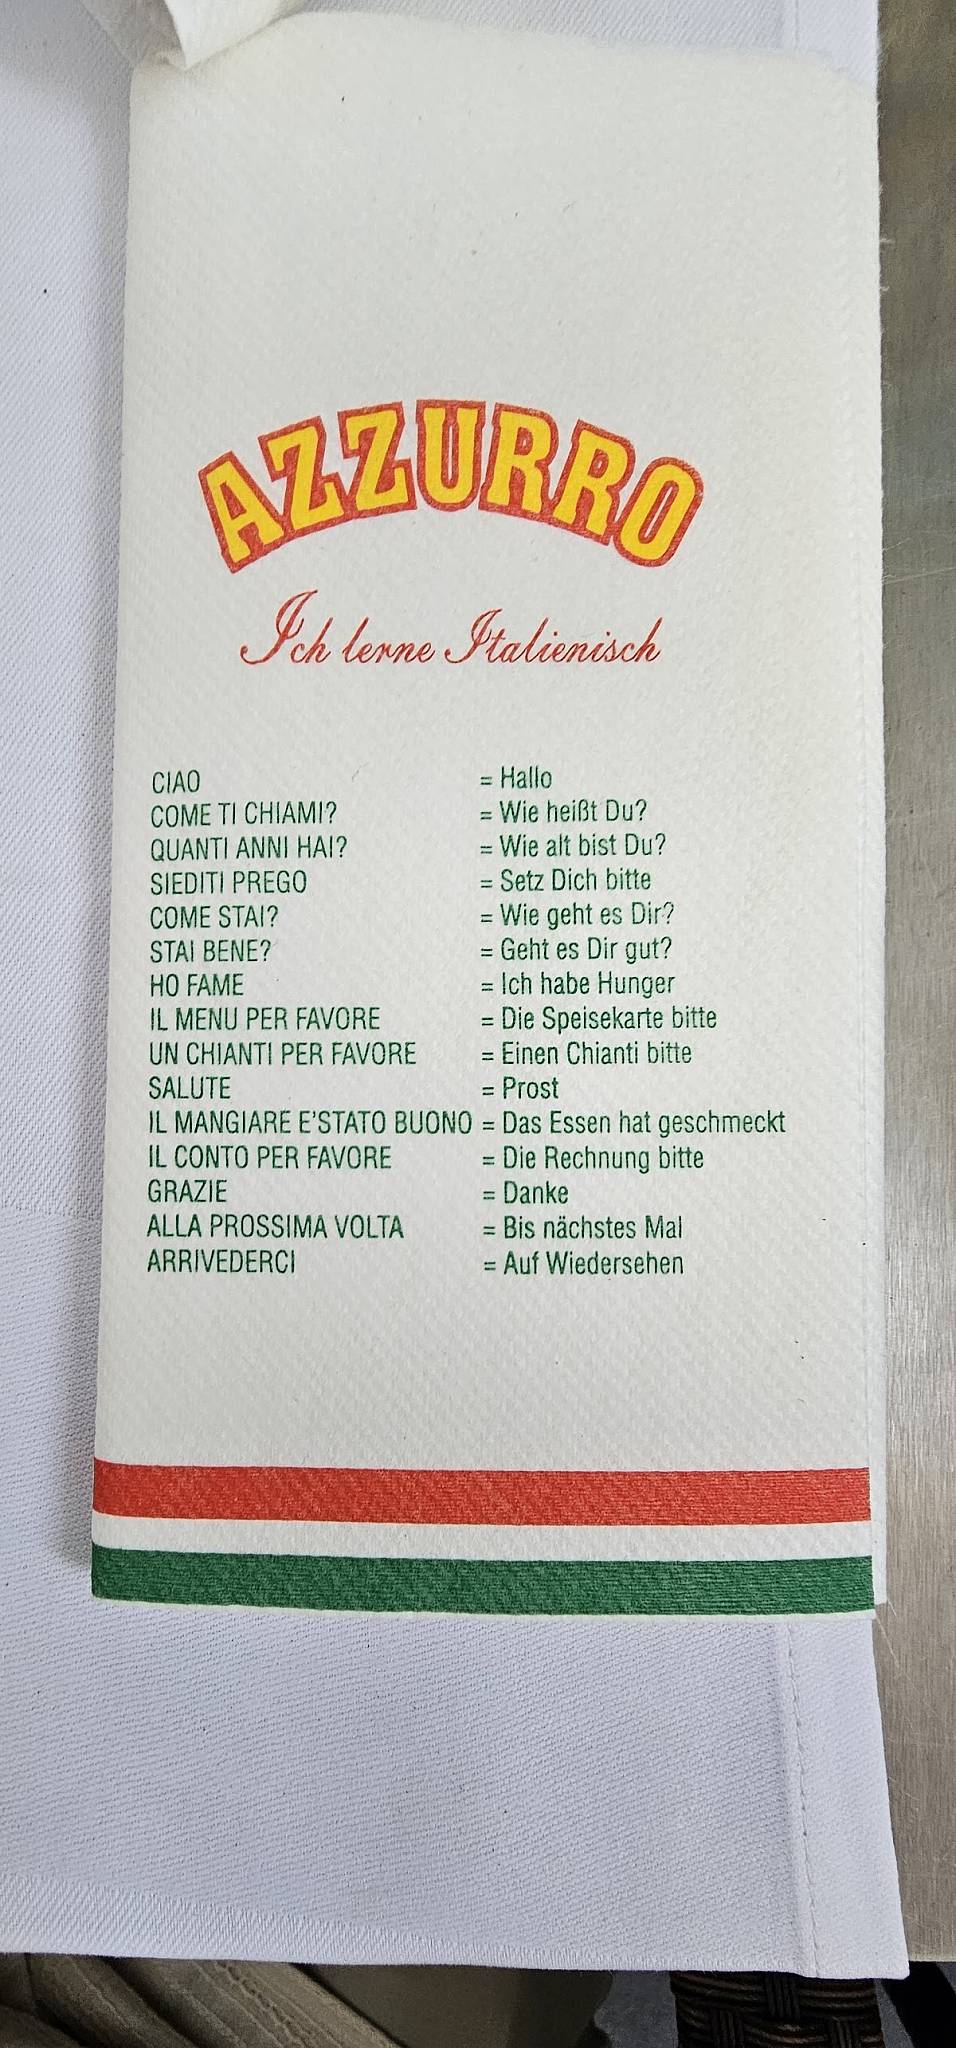 AZZURRO
Ich lerne Italienisch
CIAO = Hallo
COME TI CHIAMI? = Wie heißt Du?
QUANTI ANNI HAI? = Wie alt bist Du?
SIEDITI PREGO = Setz Dich bitte
COME STAI? = Wie geht es Dir?
STAI BENE? = Geht es Dir gut?
HO FAME = Ich habe Hunger
IL MENU PER FAVORE = Die Speisekarte bitte
UN CHIANTI PER FAVORE = Einen Chianti bitte
SALUTE = Prost
IL MANGIARE E'STATO BUONO = Das Essen hat geschmeckt
IL CONTO PER FAVORE = Die Rechnung bitte
GRAZIE = Danke
ALLA PROSSIMA VOLTA = Bis nächstes Mal
ARRIVEDERCI = Auf Wiedersehen